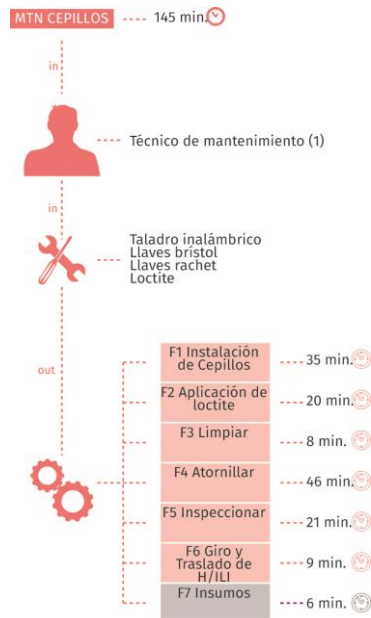 MTN CEPILLOS
145 min.
in
Técnico de mantenimiento (1)
in
Taladro inalámbrico
Llaves bristol
Llaves rachet
Loctite
out
F1 Instalación
de Cepillos
35 min.
F2 Aplicación de
loctite
20 min.
F3 Limpiar
8 min.
F4 Atornillar
46 min.
F5 Inspeccionar
21 min.
F6 Giro y
Traslado de
H/ILI
9 min.
F7 Insumos
6 min.